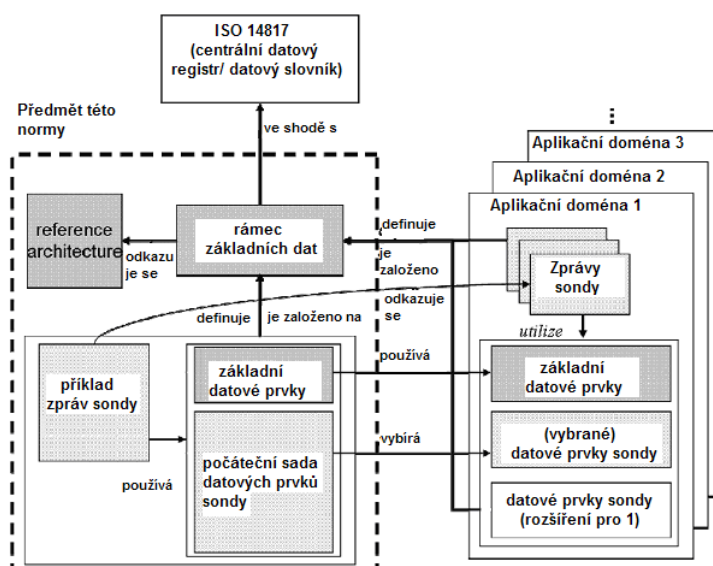 ISO 14817
(centrální datový
registr/ datový slovník)
Předmět této
normy
ve shodě s
⋮
Aplikační doména 3
Aplikační doména 2
Aplikační doména 1
reference
architecture
odkazu
je se
rámec
základních dat
definuje
je
založeno
Zprávy
sondy
odkazuje
se
definuje
je založeno na
utilize
příklad
zpráv sondy
základní
datové prvky
používá
základní
datové prvky
používá
počáteční sada
datových prvků
sondy
vybírá
(vybrané)
datové prvky sondy
datové prvky sondy
(rozšíření pro 1)